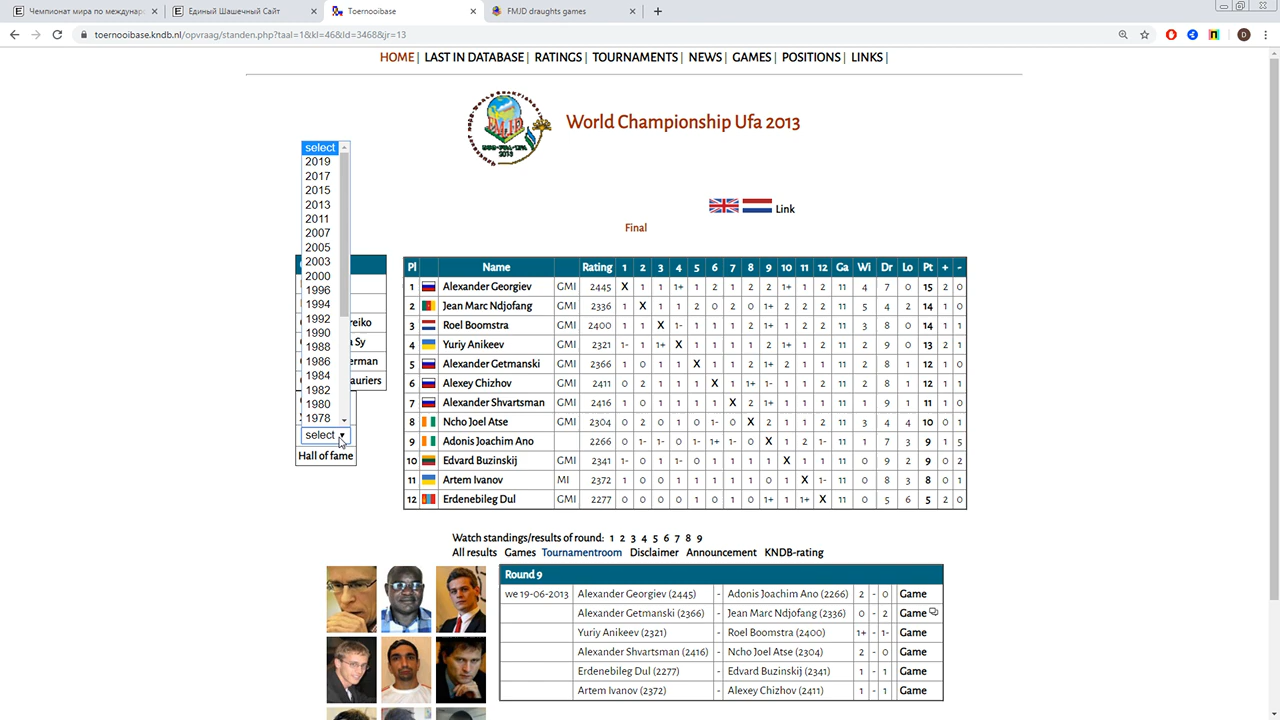 Чемпионат мира по международ × Единый Шашечный Сайт × Toernooibase × FMJD draughts games × +
toernooibase.kndb.nl/opvraag/standen.php?taal=1&kl=46&Id=3468&jr=13
HOME | LAST IN DATABASE | RATINGS | TOURNAMENTS | NEWS | GAMES | POSITIONS | LINKS |
World Championship Ufa 2013
Link
Final
select
2019
2017
2015
2013
2011
2007
2005
2003
2000
1996
1994
1992
1990
1988
1986
1984
1982
1980
1978
select
Hall of fame
eiko
a Sy
erman
auriers
Pl Name Rating 1 2 3 4 5 6 7 8 9 10 11 12 Ga Wi Dr Lo Pt + -
1 Alexander Georgiev GMI 2445 X 1 1 1+ 1 2 1 2 2 1+ 1 2 11 4 7 0 15 2 0
2 Jean Marc Ndjofang GMI 2336 1 X 1 1 2 0 2 0 1+ 2 2 2 11 5 4 2 14 1 0
3 Roel Boomstra GMI 2400 1 1 X 1- 1 1 1 2 1+ 1 2 2 11 3 8 0 14 1 1
4 Yuriy Anikeev GMI 2321 1- 1 1+ X 1 1 1 1 2 1+ 1 2 11 2 9 0 13 2 1
5 Alexander Getmanski GMI 2366 1 0 1 1 X 1 1 2 1+ 2 1 1 11 2 8 1 12 1 0
6 Alexey Chizhov GMI 2411 0 2 1 1 1 X 1 1+ 1- 1 1 2 11 2 8 1 12 1 1
7 Alexander Shvartsman GMI 2416 1 0 1 1 1 1 X 2 1+ 1 1 1 11 1 9 1 11 1 0
8 Ncho Joel Atse GMI 2304 0 2 0 1 0 1- 0 X 1 1 2 2 11 3 4 4 10 0 1
9 Adonis Joachim Ano 2266 0 1- 1- 0 1- 1+ 1- 1 X 1 2 1- 11 1 7 3 9 1 5
10 Edvard Buzinskij GMI 2341 1- 0 1 1- 0 1 1 1 1 X 1 1 11 0 9 2 9 0 2
11 Artem Ivanov MI 2372 1 0 0 1 1 1 1 0 0 1 X 1- 11 0 8 3 8 0 1
12 Erdenebileg Dul GMI 2277 0 0 0 0 1 0 1 0 1+ 1 1+ X 11 0 5 6 5 2 0
Watch standings/results of round: 1 2 3 4 5 6 7 8 9
All results Games Tournamentroom Disclaimer Announcement KNDB-rating
Round 9
we 19-06-2013 Alexander Georgiev (2445) - Adonis Joachim Ano (2266) 2 - 0 Game
Alexander Getmanski (2366) - Jean Marc Ndjofang (2336) 0 - 2 Game
Yuriy Anikeev (2321) - Roel Boomstra (2400) 1+ - 1- Game
Alexander Shvartsman (2416) - Ncho Joel Atse (2304) 2 - 0 Game
Erdenebileg Dul (2277) - Edvard Buzinskij (2341) 1 - 1 Game
Artem Ivanov (2372) - Alexey Chizhov (2411) 1 - 1 Game